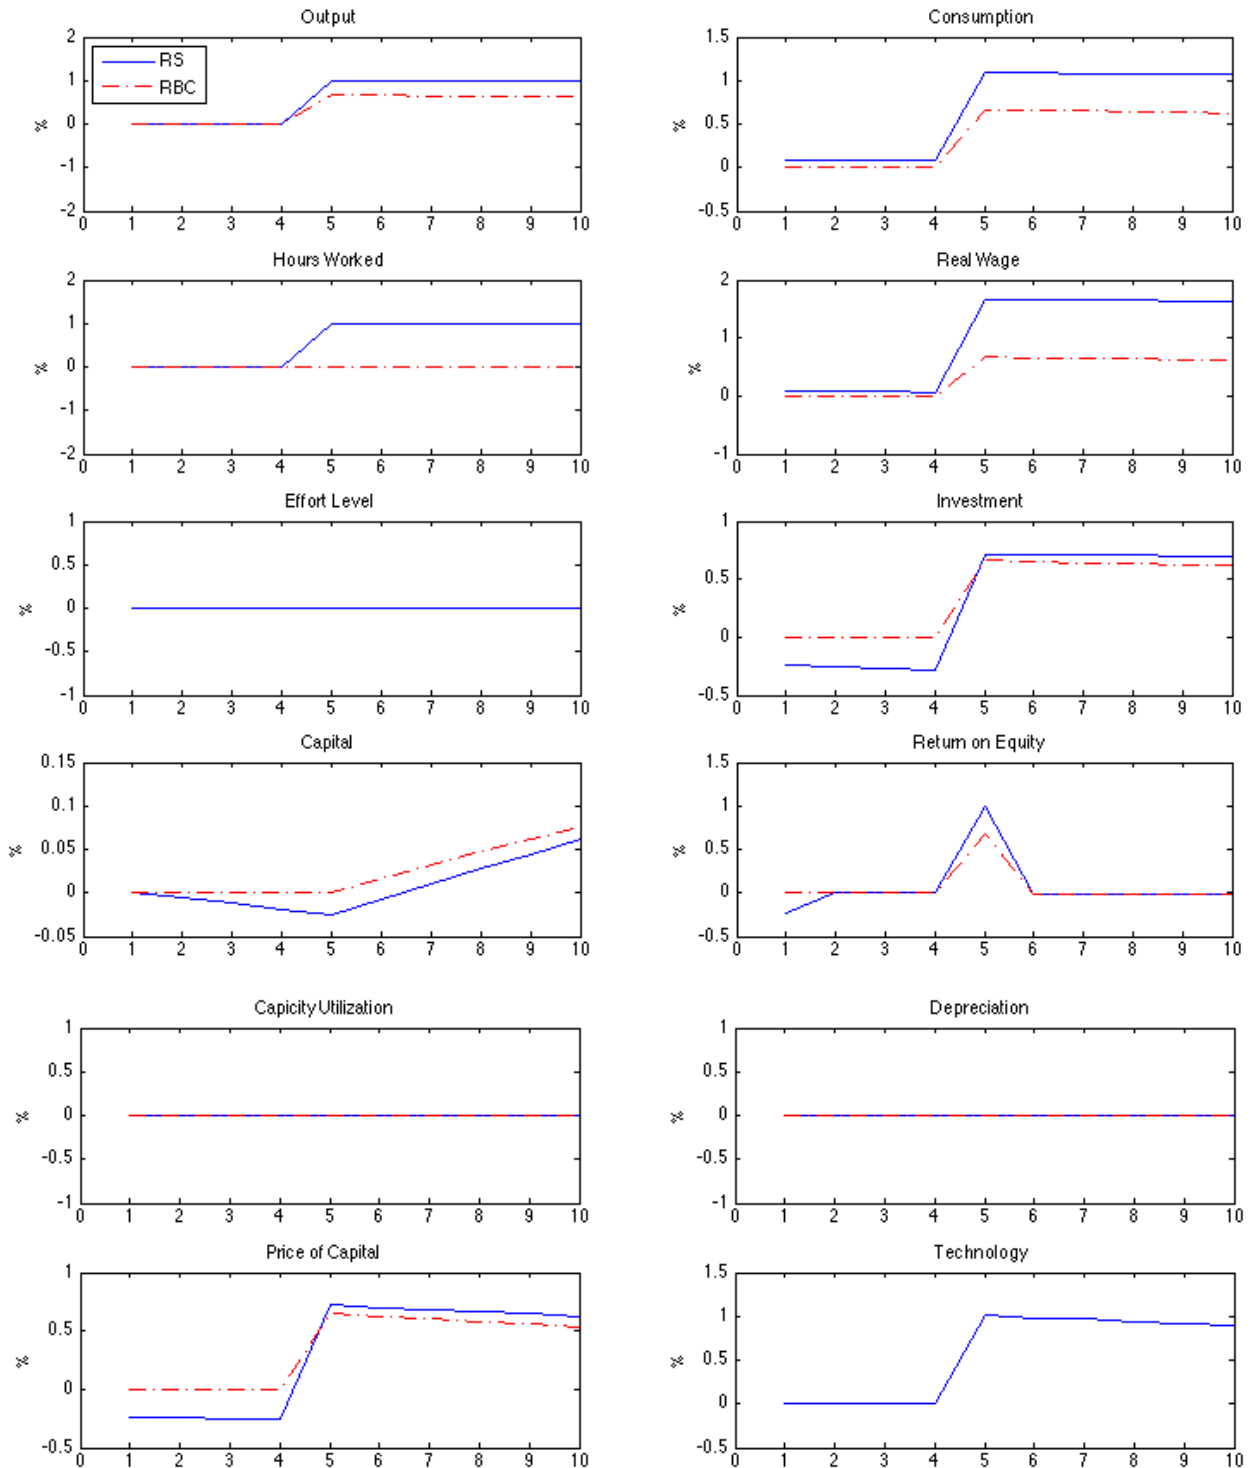 Output
2
1
0
-1
-2
%
RS
RBC
0 1 2 3 4 5 6 7 8 9 10
Consumption
1.5
1
0.5
0
-0.5
%
0 1 2 3 4 5 6 7 8 9 10
Hours Worked
2
1
0
-1
-2
%
0 1 2 3 4 5 6 7 8 9 10
Real Wage
2
1
0
-1
%
0 1 2 3 4 5 6 7 8 9 10
Effort Level
1
0.5
0
-0.5
-1
%
0 1 2 3 4 5 6 7 8 9 10
Investment
1
0.5
0
-0.5
%
0 1 2 3 4 5 6 7 8 9 10
Capital
0.15
0.1
0.05
0
-0.05
%
0 1 2 3 4 5 6 7 8 9 10
Return on Equity
1.5
1
0.5
0
-0.5
%
0 1 2 3 4 5 6 7 8 9 10
Capicity Utilization
1
0.5
0
-0.5
-1
%
0 1 2 3 4 5 6 7 8 9 10
Depreciation
1
0.5
0
-0.5
-1
%
0 1 2 3 4 5 6 7 8 9 10
Price of Capital
1
0.5
0
-0.5
%
0 1 2 3 4 5 6 7 8 9 10
Technology
1.5
1
0.5
0
-0.5
%
0 1 2 3 4 5 6 7 8 9 10